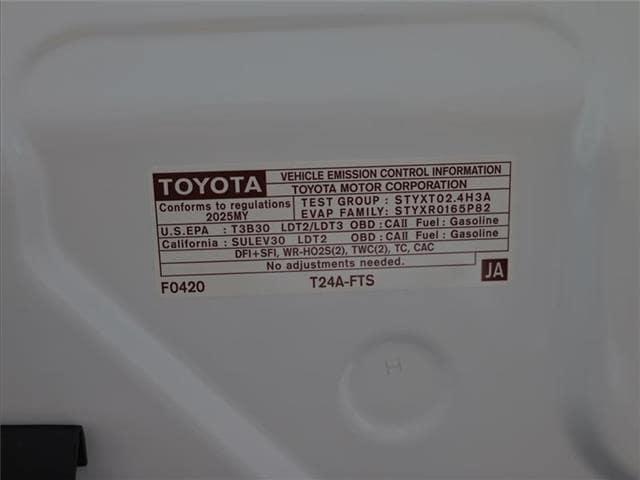 TOYOTA
VEHICLE EMISSION CONTROL INFORMATION
TOYOTA MOTOR CORPORATION
Conforms to regulations
2025MY
TEST GROUP : STYXT02.4H3A
EVAP FAMILY: STYXR0165P82
U.S.EPA : T3B30 LDT2/LDT3 OBD : CAII Fuel : Gasoline
California : SULEV30 LDT2 OBD : CAII Fuel : Gasoline
DFI+SFI, WR-HO2S(2), TWC(2), TC, CAC
No adjustments needed.
F0420
T24A-FTS
JA
H